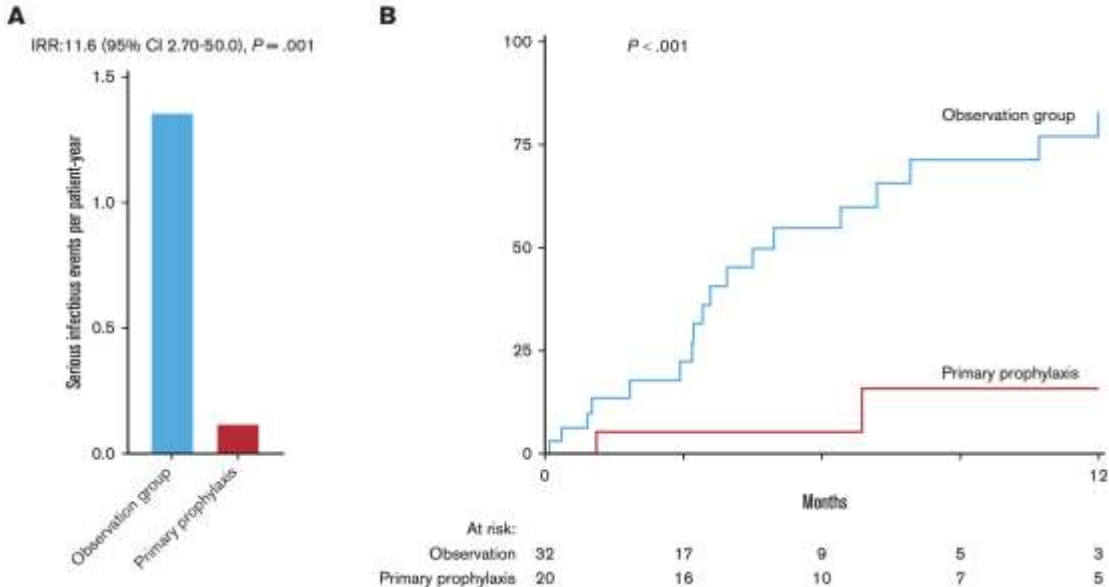 A
IRR:11.6 (95% CI 2.70-50.0), P = .001
Serious infectious events per patient-year
1.5
1.0
0.5
0.0
Observation group
Primary prophylaxis
B
P < .001
100
75
50
25
0
Observation group
Primary prophylaxis
0 12
Months
At risk:
Observation 32 17 9 5 3
Primary prophylaxis 20 16 10 7 5